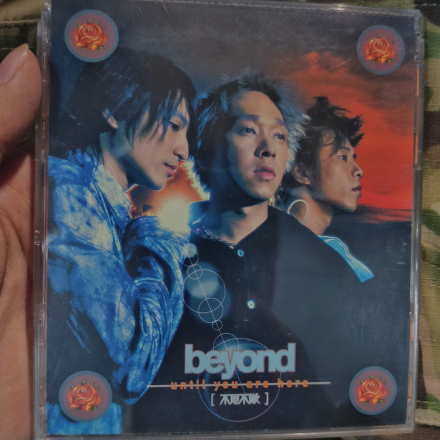 beyond
until you are here
[ 不見不散 ]